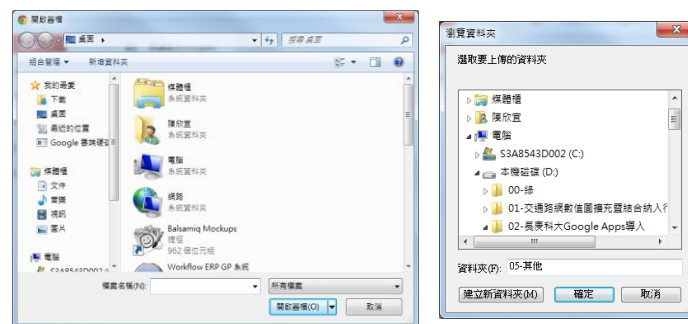 開啟舊檔
桌面
搜尋 桌面
組合管理
新增資料夾
我的最愛
下載
桌面
最近的位置
Google 雲端硬碟
媒體櫃
文件
音樂
視訊
圖片
電腦
媒體櫃
系統資料夾
陳欣宜
系統資料夾
電腦
系統資料夾
網路
系統資料夾
Balsamiq Mockups
捷徑
962 個位元組
Workflow ERP GP 系統
檔案名稱(N):
所有檔案
開啟舊檔(O)
取消
瀏覽資料夾
選取要上傳的資料夾
媒體櫃
陳欣宜
電腦
S3A8543D002 (C:)
本機磁碟 (D:)
00-綠
01-交通路網數值圖擴充暨結合納入行
02-長庚科大Google Apps導入
資料夾(F): 05-其他
建立新資料夾(M)
確定
取消